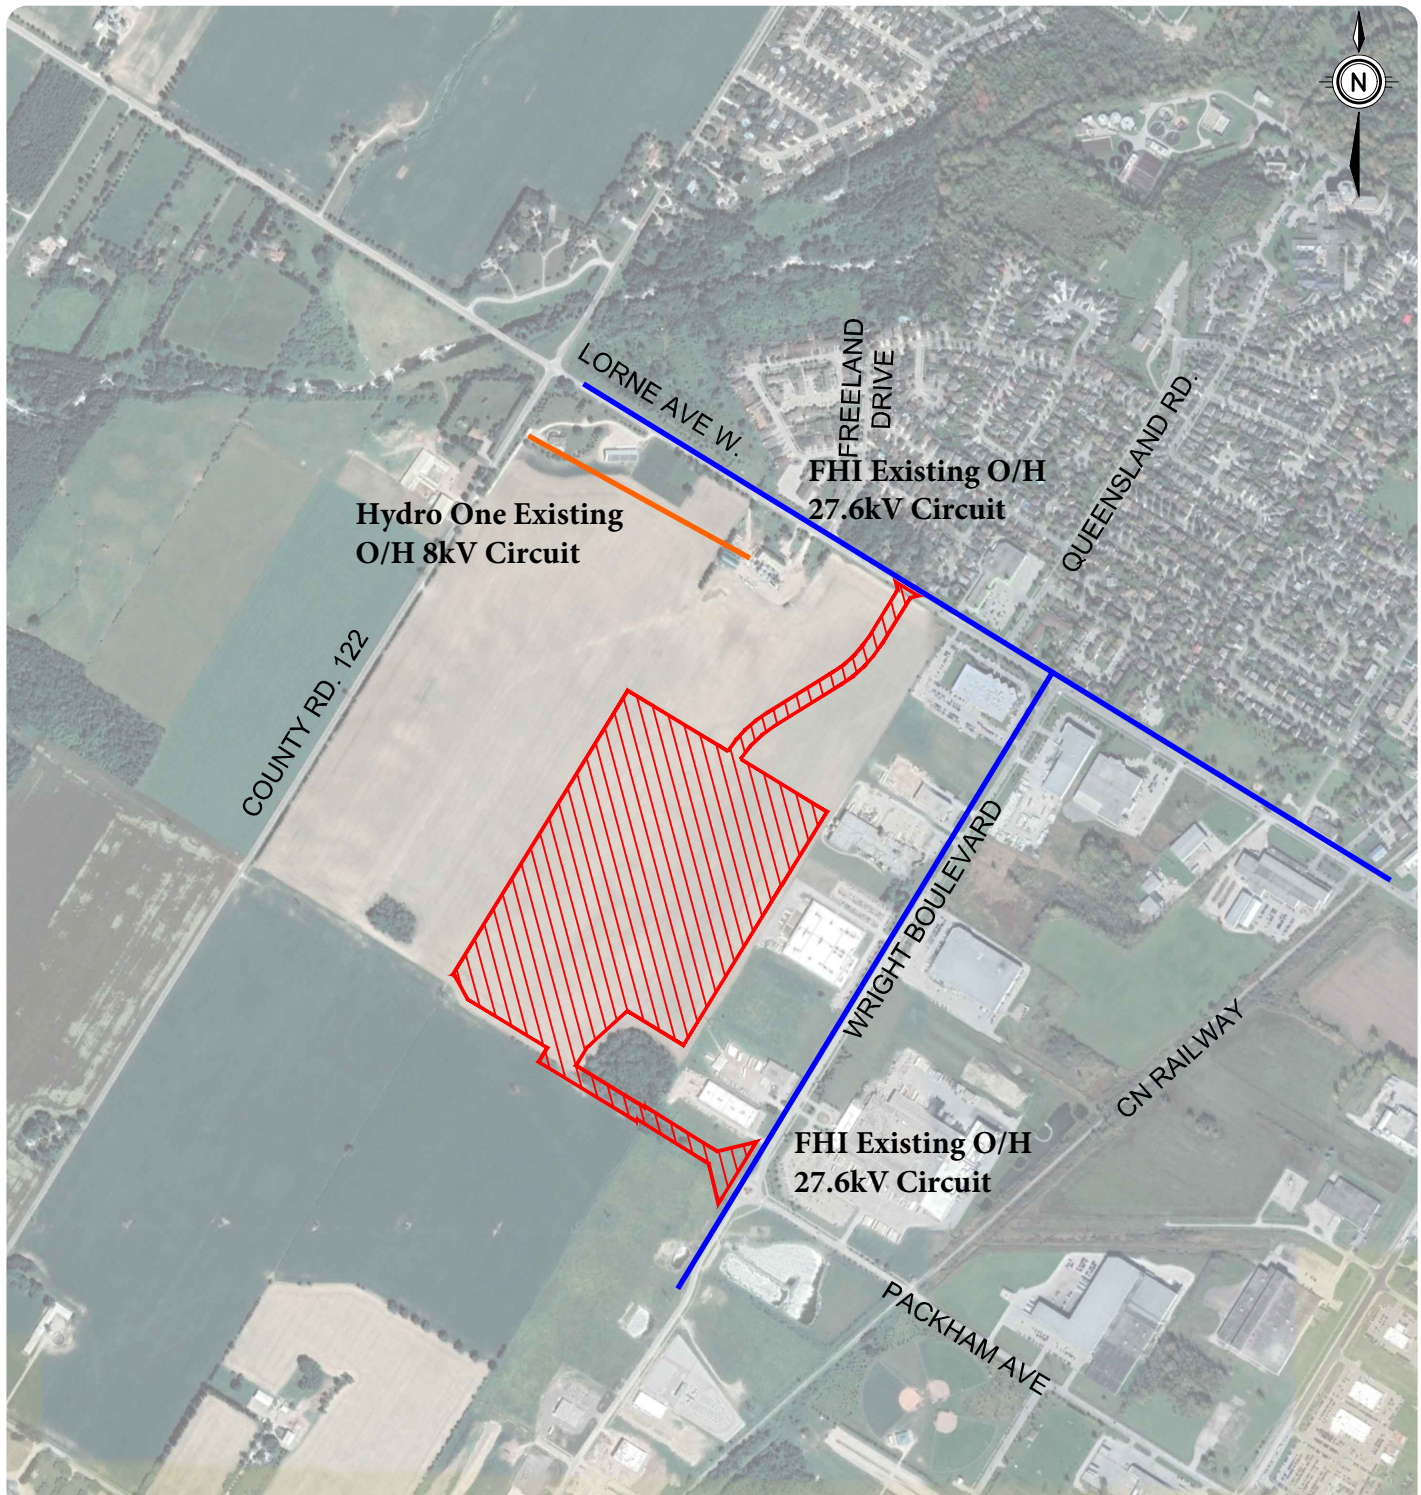 N
LORNE AVE W.
FREELAND
DRIVE
QUEENSLAND RD.
FHI Existing O/H
27.6kV Circuit
Hydro One Existing
O/H 8kV Circuit
COUNTY RD. 122
WRIGHT BOULEVARD
CN RAILWAY
FHI Existing O/H
27.6kV Circuit
PACKHAM AVE